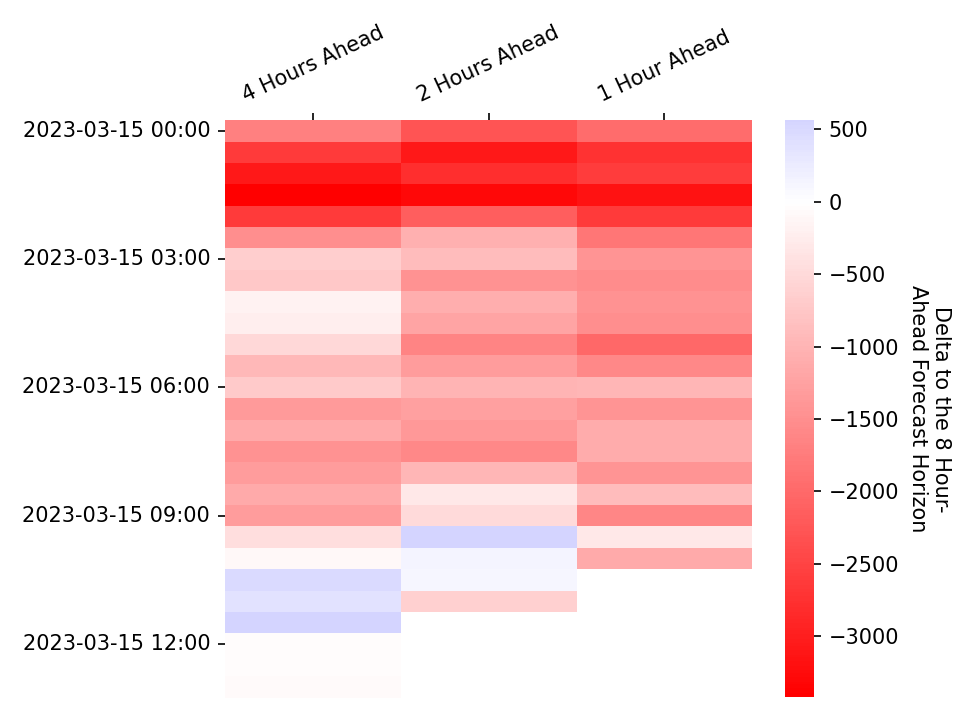 4 Hours Ahead
2 Hours Ahead
1 Hour Ahead
2023-03-15 00:00
2023-03-15 03:00
2023-03-15 06:00
2023-03-15 09:00
2023-03-15 12:00
500
0
−500
−1000
−1500
−2000
−2500
−3000
Delta to the 8 Hour-
Ahead Forecast Horizon